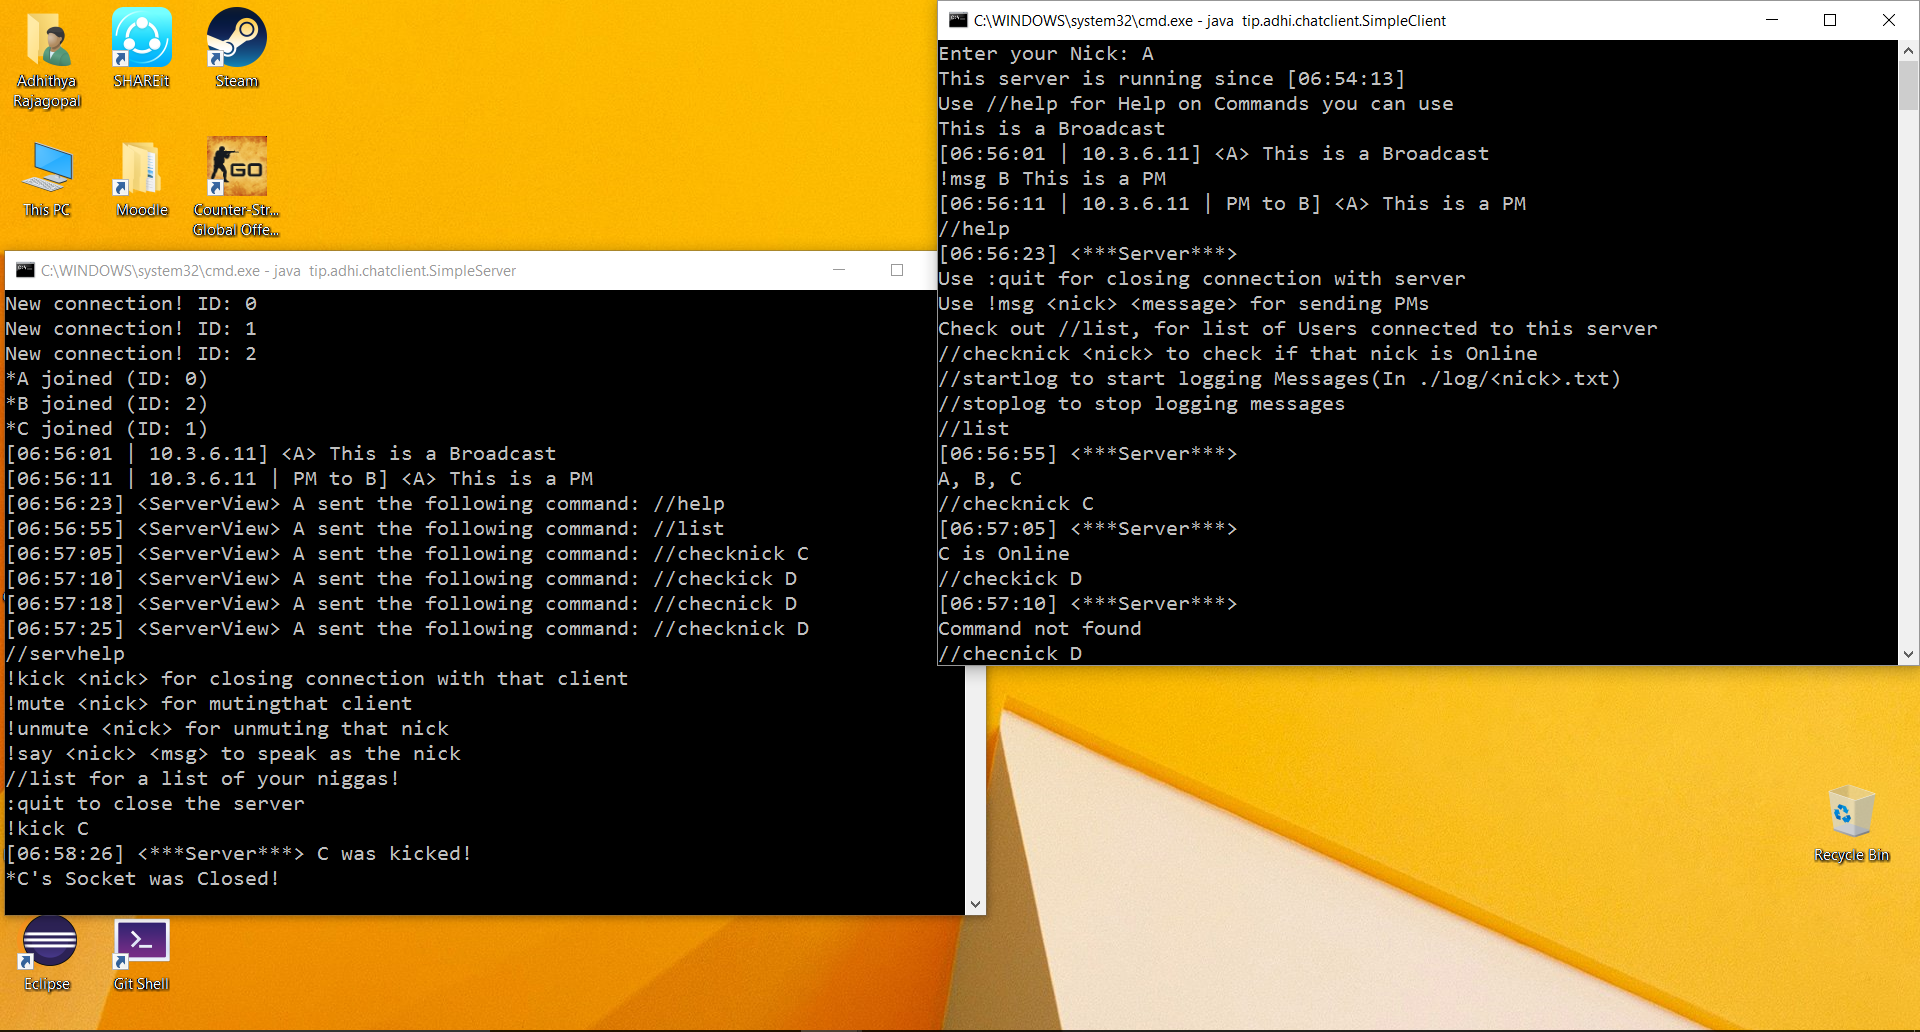 Adhithya
Rajagopal
SHAREit
Steam
This PC
Moodle
GO
Counter-Str...
Global Offe...
C:\WINDOWS\system32\cmd.exe - java  tip.adhi.chatclient.SimpleServer
New connection! ID: 0
New connection! ID: 1
New connection! ID: 2
*A joined (ID: 0)
*B joined (ID: 2)
*C joined (ID: 1)
[06:56:01 | 10.3.6.11] <A> This is a Broadcast
[06:56:11 | 10.3.6.11 | PM to B] <A> This is a PM
[06:56:23] <ServerView> A sent the following command: //help
[06:56:55] <ServerView> A sent the following command: //list
[06:57:05] <ServerView> A sent the following command: //checknick C
[06:57:10] <ServerView> A sent the following command: //checkick D
[06:57:18] <ServerView> A sent the following command: //checnick D
[06:57:25] <ServerView> A sent the following command: //checknick D
//servhelp
!kick <nick> for closing connection with that client
!mute <nick> for mutingthat client
!unmute <nick> for unmuting that nick
!say <nick> <msg> to speak as the nick
//list for a list of your niggas!
:quit to close the server
!kick C
[06:58:26] <***Server***> C was kicked!
*C's Socket was Closed!
C:\WINDOWS\system32\cmd.exe - java  tip.adhi.chatclient.SimpleClient
Enter your Nick: A
This server is running since [06:54:13]
Use //help for Help on Commands you can use
This is a Broadcast
[06:56:01 | 10.3.6.11] <A> This is a Broadcast
!msg B This is a PM
[06:56:11 | 10.3.6.11 | PM to B] <A> This is a PM
//help
[06:56:23] <***Server***>
Use :quit for closing connection with server
Use !msg <nick> <message> for sending PMs
Check out //list, for list of Users connected to this server
//checknick <nick> to check if that nick is Online
//startlog to start logging Messages(In ./log/<nick>.txt)
//stoplog to stop logging messages
//list
[06:56:55] <***Server***>
A, B, C
//checknick C
[06:57:05] <***Server***>
C is Online
//checkick D
[06:57:10] <***Server***>
Command not found
//checnick D
Recycle Bin
Eclipse
Git Shell